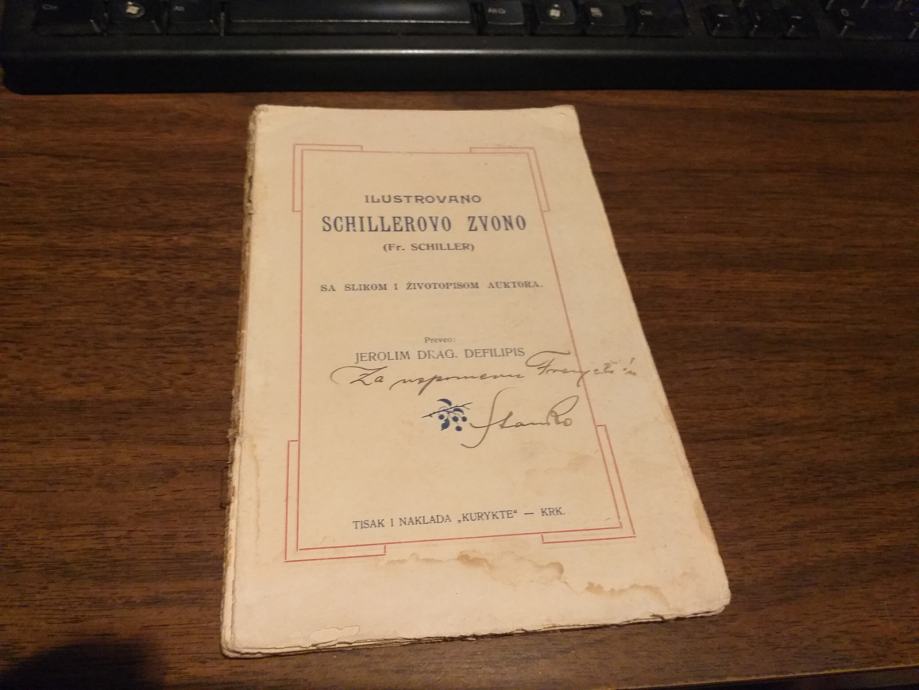 ILUSTROVANO
SCHILLEROVO ZVONO
(Fr. SCHILLER)
SA SLIKOM I ŽIVOTOPISOM AUKTORA.
Preveo:
JEROLIM DRAG. DEFILIPIS
Za uspomenu
Stanko
TISAK I NAKLADA „KURYKTE“ — KRK.